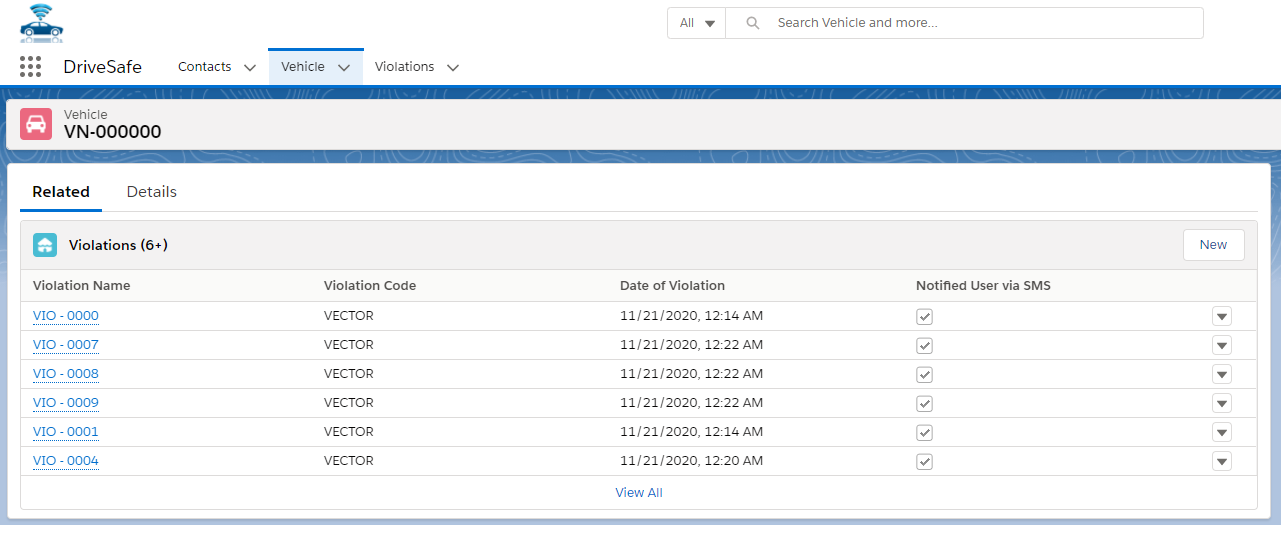 All
Search Vehicle and more...
DriveSafe Contacts Vehicle Violations
Vehicle
VN-000000
Related Details
Violations (6+) New
Violation Name Violation Code Date of Violation Notified User via SMS
VIO - 0000 VECTOR 11/21/2020, 12:14 AM
VIO - 0007 VECTOR 11/21/2020, 12:22 AM
VIO - 0008 VECTOR 11/21/2020, 12:22 AM
VIO - 0009 VECTOR 11/21/2020, 12:22 AM
VIO - 0001 VECTOR 11/21/2020, 12:14 AM
VIO - 0004 VECTOR 11/21/2020, 12:20 AM
View All